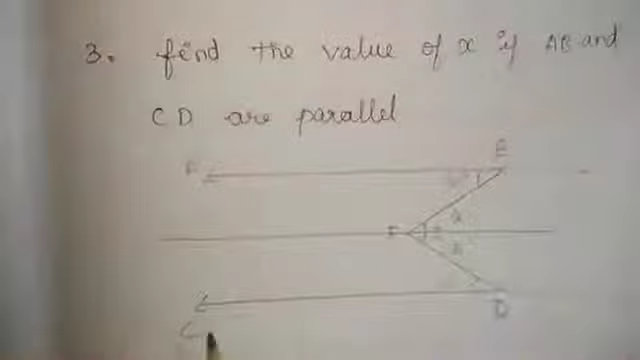 3. find the value of x if AB and
CD are parallel
B
D
C